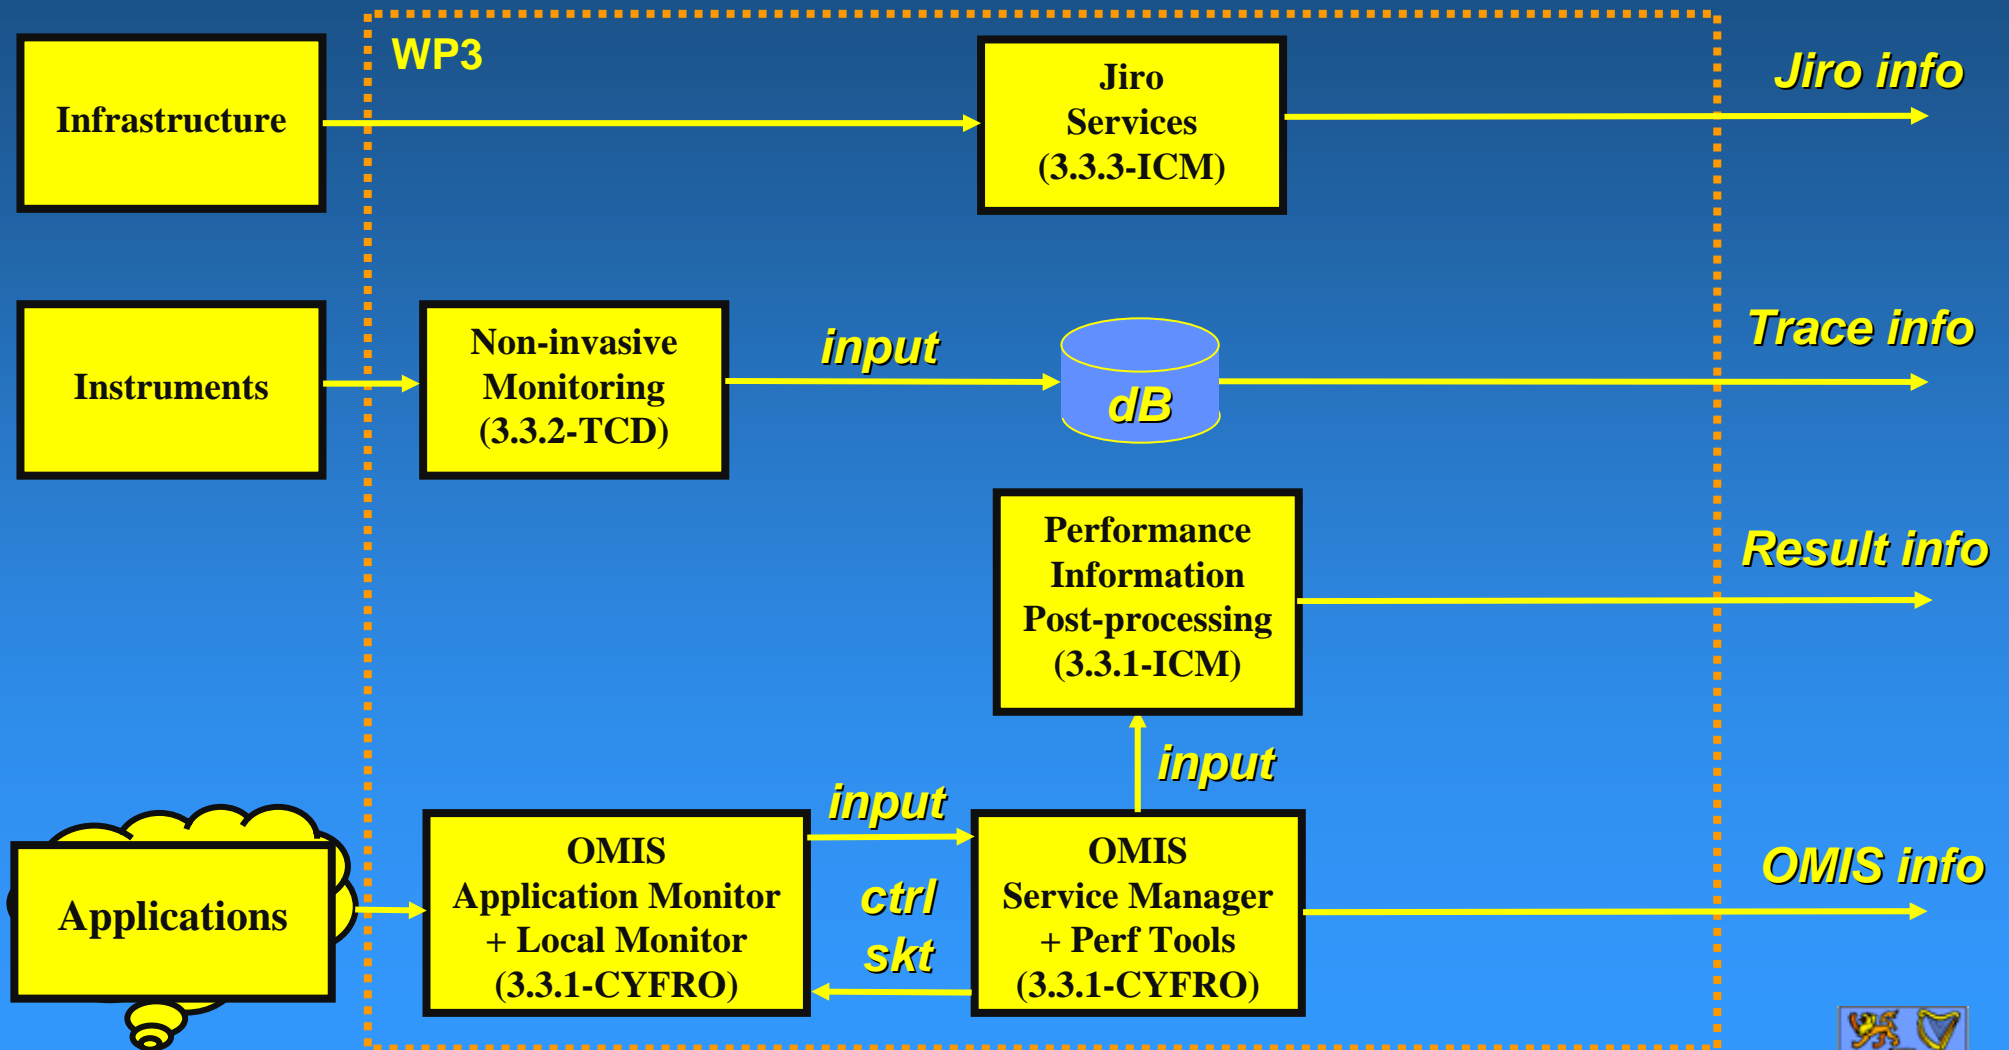 WP3
Infrastructure
Jiro
Services
(3.3.3-ICM)
Jiro info
Instruments
Non-invasive
Monitoring
(3.3.2-TCD)
input
dB
Trace info
Performance
Information
Post-processing
(3.3.1-ICM)
Result info
input
Applications
OMIS
Application Monitor
+ Local Monitor
(3.3.1-CYFRO)
input
ctrl
skt
OMIS
Service Manager
+ Perf Tools
(3.3.1-CYFRO)
OMIS info